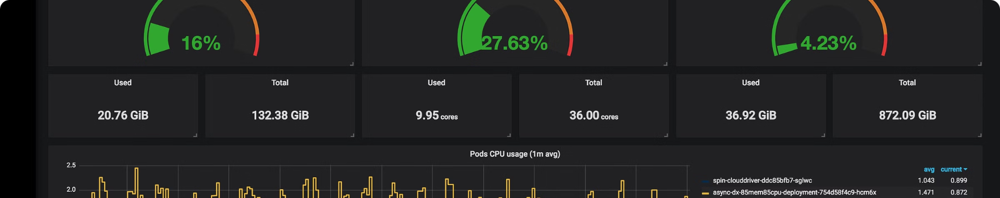 16%
27.63%
4.23%
Used
Total
Used
Total
Used
Total
20.76 GiB
132.38 GiB
9.95 cores
36.00 cores
36.92 GiB
872.09 GiB
Pods CPU usage (1m avg)
2.5
2.0
avg current
spin-clouddriver-ddc85bfb7-sglwc 1.043 0.899
async-dx-85mem85cpu-deployment-754d58f4c9-hcm6x 1.471 0.872